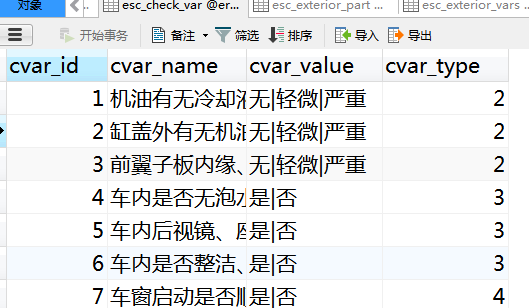 对象 esc_check_var @er... esc_exterior_part esc_exterior_vars
开始事务 备注 筛选 排序 导入 导出
cvar_id cvar_name cvar_value cvar_type
1 机油有无冷却液 无|轻微|严重 2
2 缸盖外有无机油 无|轻微|严重 2
3 前翼子板内缘、 无|轻微|严重 2
4 车内是否无泡水 是|否 3
5 车内后视镜、座 是|否 3
6 车内是否整洁、 是|否 3
7 车窗启动是否顺 是|否 4